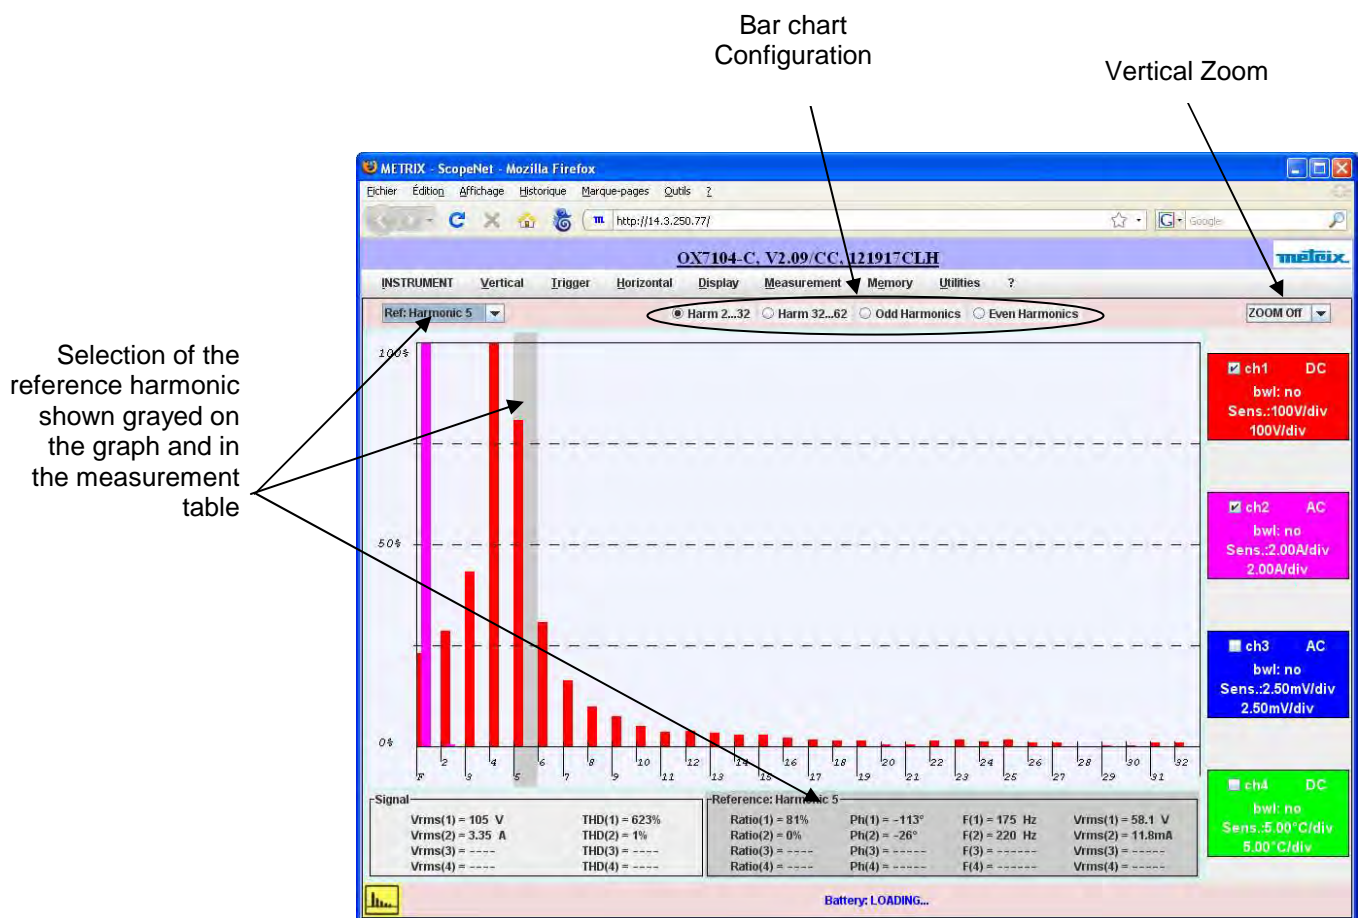 Bar chart
Configuration
Vertical Zoom
METRIX - ScopeNet - Mozilla Firefox
Fichier Édition Affichage Historique Marque-pages Outils ?
http://14.3.250.77/
Google
OX7104-C, V2.09/CC, 121917CLH
metrix
INSTRUMENT Vertical Trigger Horizontal Display Measurement Memory Utilities ?
Ref: Harmonic 5
Harm 2...32 Harm 32...62 Odd Harmonics Even Harmonics
ZOOM Off
Selection of the
reference harmonic
shown grayed on
the graph and in
the measurement
table
100%
50%
0%
2 4 6 8 10 12 14 16 18 20 22 24 26 28 30 32
F 3 5 7 9 11 13 15 17 19 21 23 25 27 29 31
ch1 DC
bwl: no
Sens.:100V/div
100V/div
ch2 AC
bwl: no
Sens.:2.00A/div
2.00A/div
ch3 AC
bwl: no
Sens.:2.50mV/div
2.50mV/div
ch4 DC
bwl: no
Sens.:5.00°C/div
5.00°C/div
Signal
Vrms(1) = 105 V THD(1) = 623%
Vrms(2) = 3.35 A THD(2) = 1%
Vrms(3) = ---- THD(3) = ----
Vrms(4) = ---- THD(4) = ----
Reference: Harmonic 5
Ratio(1) = 81% Ph(1) = -113° F(1) = 175 Hz Vrms(1) = 58.1 V
Ratio(2) = 0% Ph(2) = -26° F(2) = 220 Hz Vrms(2) = 11.8mA
Ratio(3) = ---- Ph(3) = ----- F(3) = ------ Vrms(3) = -----
Ratio(4) = ---- Ph(4) = ----- F(4) = ------ Vrms(4) = -----
Battery: LOADING...